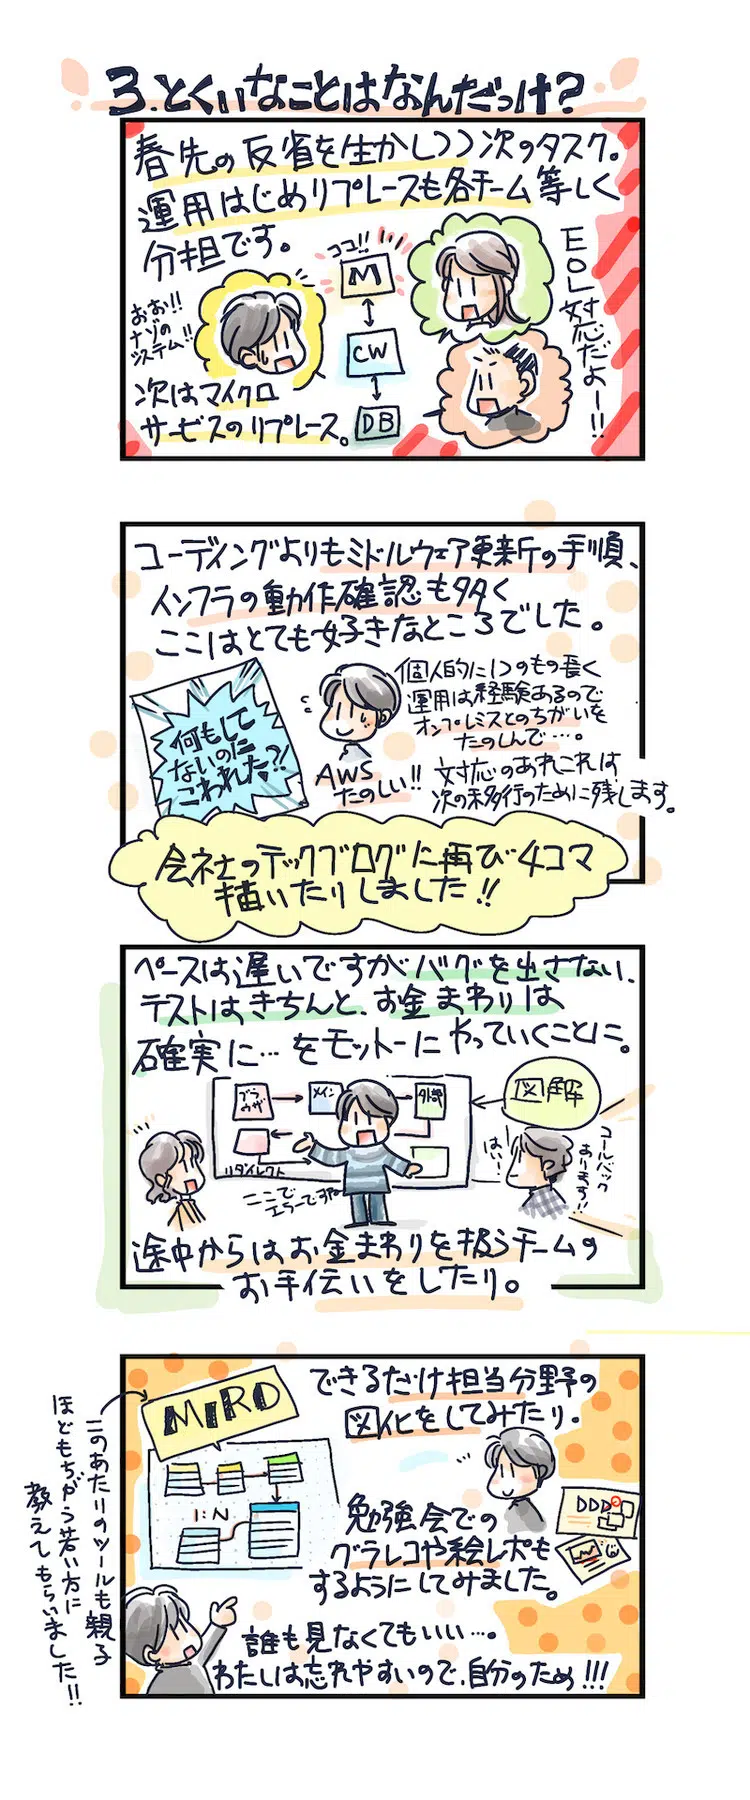 3.とくいなことはなんだっけ？
春先の反省を生かしつつ次のタスク。
運用はじめリプレースも各チーム等しく
分担です。
ココ!!
M
CW
DB
おお!!
ナゾの
システム!!
EOL対応だよー!!
次はマイクロ
サービスのリプレース。
コーディングよりもミドルウェア更新の手順、
インフラの動作確認も多く
ここはとても好きなところでした。
何もして
ないのに
こわれた?!
個人的に1つのもの長く
運用は経験あるので
オンプレミスとのちがいを
たのしんで…。
AWS
たのしい!!
対応のあれこれは
次の移行のために残します。
会社のテックブログに再び4コマ
描いたりしました!!
ペースは遅いですがバグを出さない、
テストはきちんと、お金まわりは
確実に…をモットーにやっていくことに。
ブラ
ウザ
メイン
外部
図解
リダイレクト
ここで
エラーですね
はい
コールバック
あります!!
途中からはお金まわりを扱うチームの
お手伝いをしたり。
できるだけ担当分野の
図化をしてみたり。
MIRO
1:N
このあたりのツールも親子
ほどもちがう若い方に
教えてもらいました!!
DDD
勉強会での
グラレコや絵レポも
するようにしてみました。
誰も見なくてもいい…。
わたしは忘れやすいので、自分のため!!!